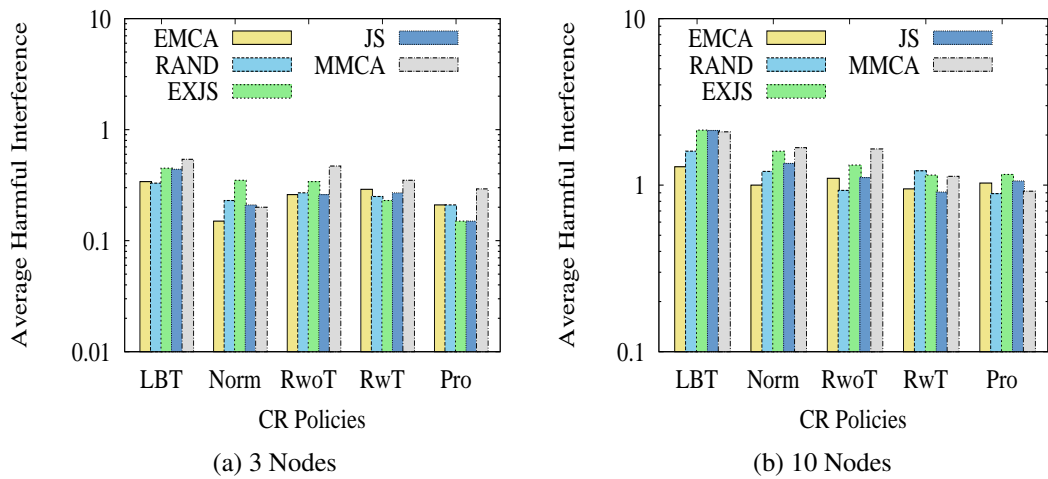 Average Harmful Interference
10
1
0.1
0.01
EMCA
RAND
EXJS
JS
MMCA
LBT Norm RwoT RwT Pro
CR Policies
(a) 3 Nodes
Average Harmful Interference
10
1
0.1
EMCA
RAND
EXJS
JS
MMCA
LBT Norm RwoT RwT Pro
CR Policies
(b) 10 Nodes